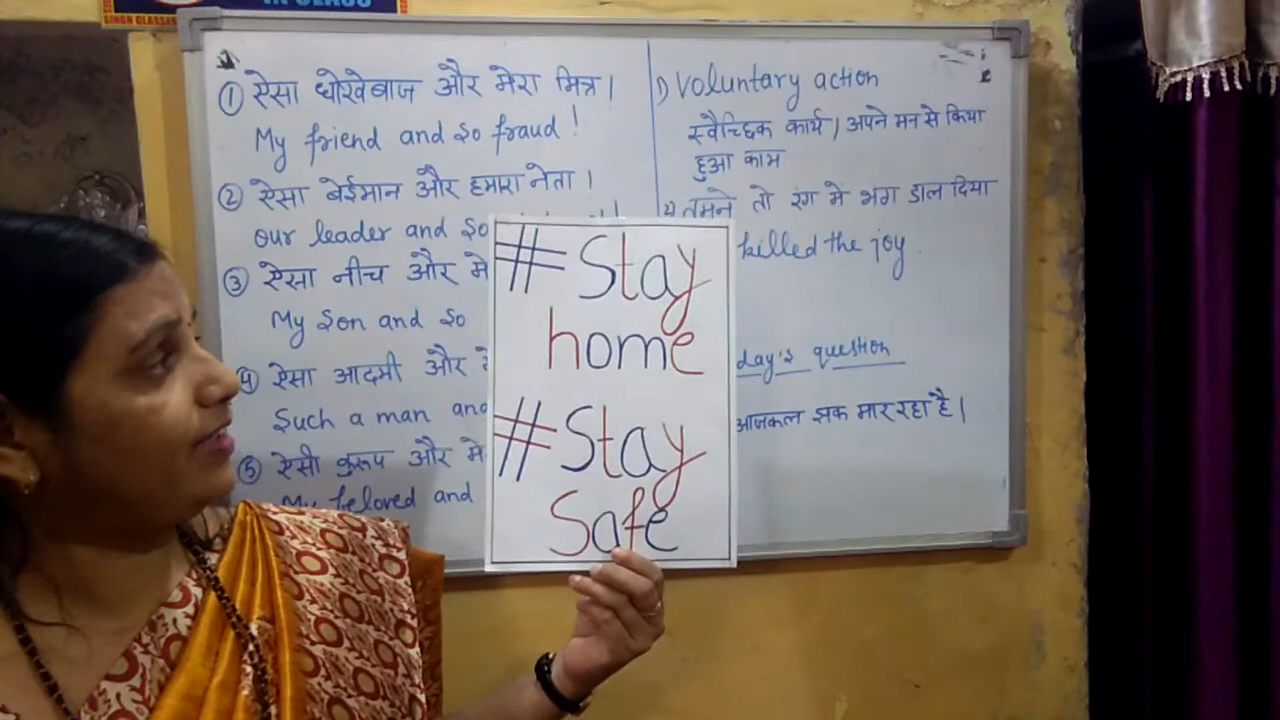 IN CLASS
SINGH CLASSES
① ऐसा धोखेबाज और मेरा मित्र।
My friend and so fraud!
② ऐसा बेईमान और हमारा नेता।
our leader and so
③ ऐसा नीच और मे
My son and so
④ ऐसा आदमी और
Such a man and
⑤ ऐसी कुरूप और मे
My beloved and
1) Voluntary action
स्वैच्छिक कार्य। अपने मन से किया
हुआ काम
2) तुमने तो रंग में भंग डाल दिया
killed the joy.
day's question
आजकल झक मार रहा है।
#Stay
home
#Stay
Safe